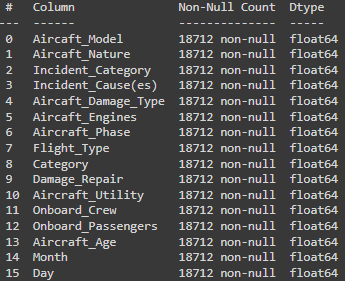 #   Column                Non-Null Count  Dtype
---  ------                --------------  -----
0   Aircaft_Model         18712 non-null  float64
1   Aircaft_Nature        18712 non-null  float64
2   Incident_Category     18712 non-null  float64
3   Incident_Cause(es)    18712 non-null  float64
4   Aircraft_Damage_Type  18712 non-null  float64
5   Aircraft_Engines      18712 non-null  float64
6   Aircraft_Phase        18712 non-null  float64
7   Flight_Type           18712 non-null  float64
8   Category              18712 non-null  float64
9   Damage_Repair         18712 non-null  float64
10  Aircraft_Utility      18712 non-null  float64
11  Onboard_Crew          18712 non-null  float64
12  Onboard_Passengers    18712 non-null  float64
13  Aircraft_Age          18712 non-null  float64
14  Month                 18712 non-null  float64
15  Day                   18712 non-null  float64